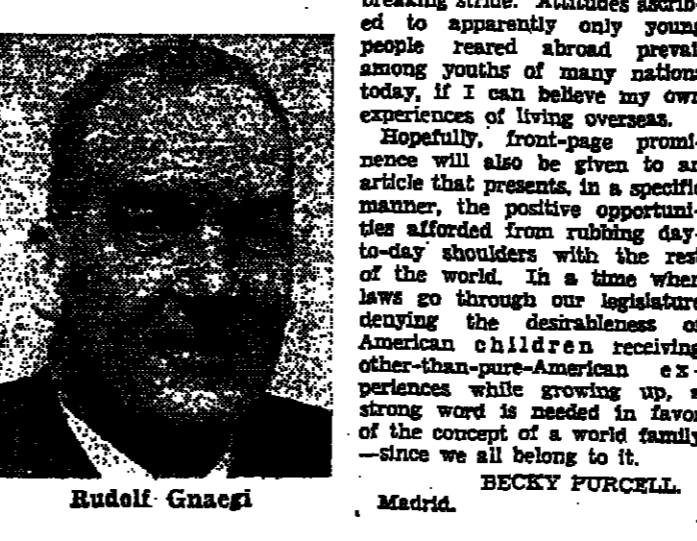 breaking stride. Attitudes ascrib-
ed to apparently only young
people reared abroad prevai
among youths of many nation
today, if I can believe my own
experiences of living overseas.
Hopefully, front-page promi-
nence will also be given to an
article that presents, in a specific
manner, the positive opportuni-
ties afforded from rubbing day-
to-day shoulders with the rest
of the world. In a time when
laws go through our legislature
denying the desirableness of
American children receiving
other-than-pure-American ex-
periences while growing up, a
strong word is needed in favor
of the concept of a world family
—since we all belong to it.
BECKY PURCELL.
Madrid.
Rudolf Gnaegi